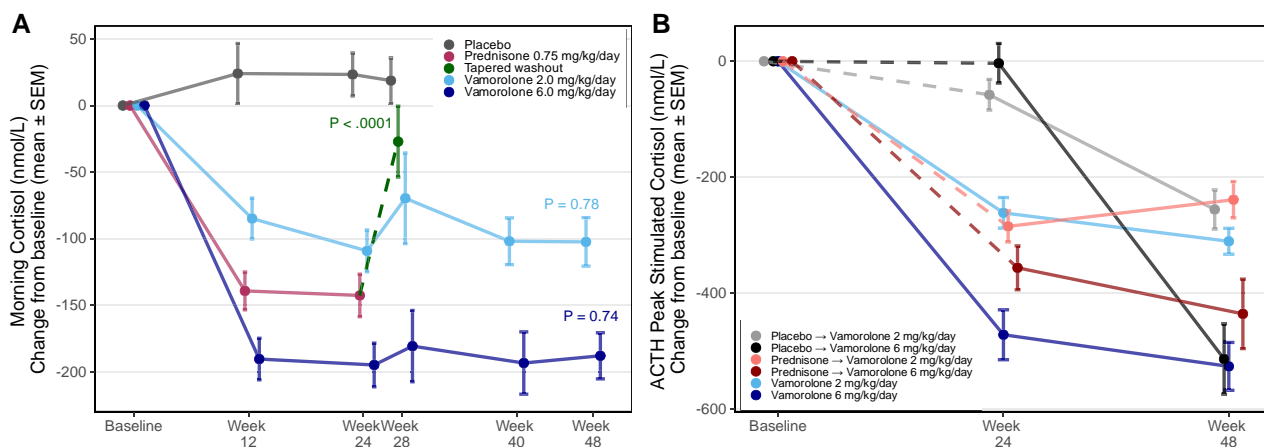 A
Morning Cortisol (nmol/L)
Change from baseline (mean ± SEM)
50
0
-50
-100
-150
-200
Placebo
Prednisone 0.75 mg/kg/day
Tapered washout
Vamorolone 2.0 mg/kg/day
Vamorolone 6.0 mg/kg/day
P < .0001
P = 0.78
P = 0.74
Baseline
Week 12
Week 24
Week 28
Week 40
Week 48
B
ACTH Peak Stimulated Cortisol (nmol/L)
Change from baseline (mean ± SEM)
0
-200
-400
-600
Placebo → Vamorolone 2 mg/kg/day
Placebo → Vamorolone 6 mg/kg/day
Prednisone → Vamorolone 2 mg/kg/day
Prednisone → Vamorolone 6 mg/kg/day
Vamorolone 2 mg/kg/day
Vamorolone 6 mg/kg/day
Baseline
Week 24
Week 48